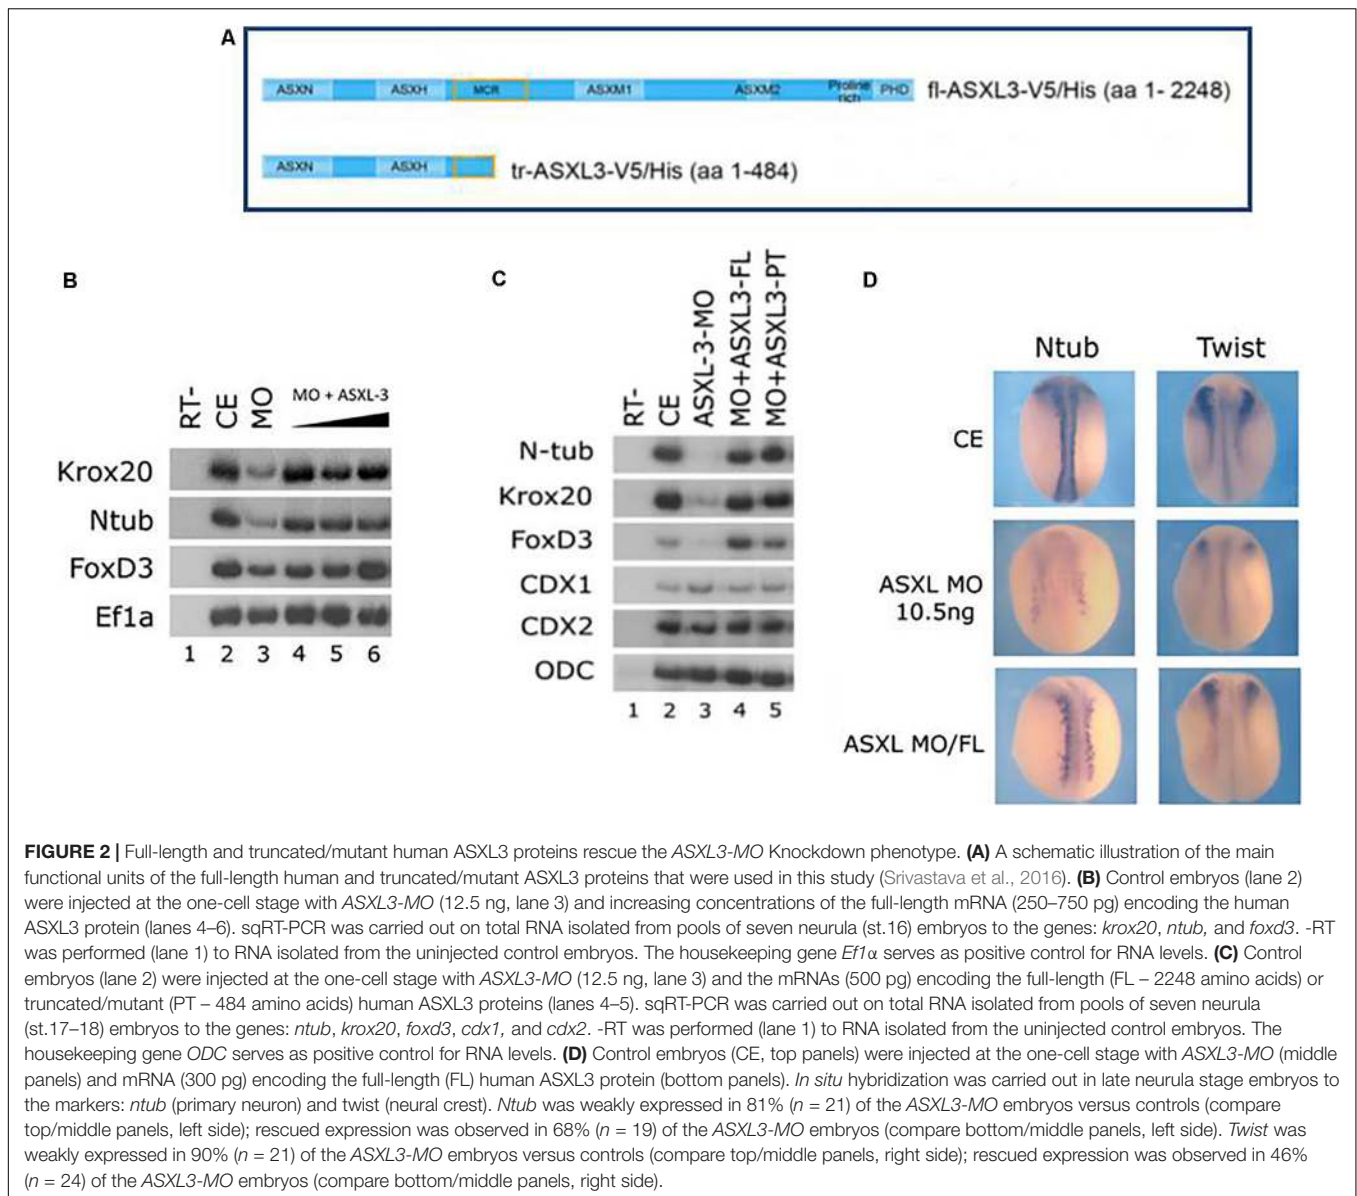 A
ASXN ASXH MCR ASXM1 ASXM2 Proline rich PHD fl-ASXL3-V5/His (aa 1- 2248)
ASXN ASXH tr-ASXL3-V5/His (aa 1-484)
B
RT- CE MO MO + ASXL-3
Krox20
Ntub
FoxD3
Ef1a
1 2 3 4 5 6
C
RT- CE ASXL-3-MO MO+ASXL3-FL MO+ASXL3-PT
N-tub
Krox20
FoxD3
CDX1
CDX2
ODC
1 2 3 4 5
D
Ntub Twist
CE
ASXL MO
10.5ng
ASXL MO/FL
FIGURE 2 | Full-length and truncated/mutant human ASXL3 proteins rescue the ASXL3-MO Knockdown phenotype. (A) A schematic illustration of the main
functional units of the full-length human and truncated/mutant ASXL3 proteins that were used in this study (Srivastava et al., 2016). (B) Control embryos (lane 2)
were injected at the one-cell stage with ASXL3-MO (12.5 ng, lane 3) and increasing concentrations of the full-length mRNA (250–750 pg) encoding the human
ASXL3 protein (lanes 4–6). sqRT-PCR was carried out on total RNA isolated from pools of seven neurula (st.16) embryos to the genes: krox20, ntub, and foxd3. -RT
was performed (lane 1) to RNA isolated from the uninjected control embryos. The housekeeping gene Ef1α serves as positive control for RNA levels. (C) Control
embryos (lane 2) were injected at the one-cell stage with ASXL3-MO (12.5 ng, lane 3) and the mRNAs (500 pg) encoding the full-length (FL – 2248 amino acids) or
truncated/mutant (PT – 484 amino acids) human ASXL3 proteins (lanes 4–5). sqRT-PCR was carried out on total RNA isolated from pools of seven neurula
(st.17–18) embryos to the genes: ntub, krox20, foxd3, cdx1, and cdx2. -RT was performed (lane 1) to RNA isolated from the uninjected control embryos. The
housekeeping gene ODC serves as positive control for RNA levels. (D) Control embryos (CE, top panels) were injected at the one-cell stage with ASXL3-MO (middle
panels) and mRNA (300 pg) encoding the full-length (FL) human ASXL3 protein (bottom panels). In situ hybridization was carried out in late neurula stage embryos to
the markers: ntub (primary neuron) and twist (neural crest). Ntub was weakly expressed in 81% (n = 21) of the ASXL3-MO embryos versus controls (compare
top/middle panels, left side); rescued expression was observed in 68% (n = 19) of the ASXL3-MO embryos (compare bottom/middle panels, left side). Twist was
weakly expressed in 90% (n = 21) of the ASXL3-MO embryos versus controls (compare top/middle panels, right side); rescued expression was observed in 46%
(n = 24) of the ASXL3-MO embryos (compare bottom/middle panels, right side).